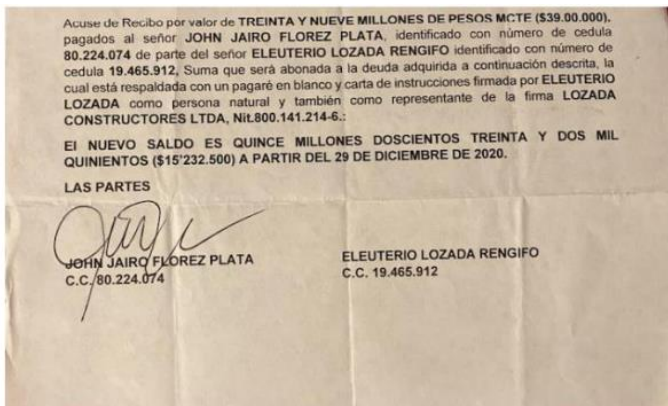 Acuse de Recibo por valor de TREINTA Y NUEVE MILLONES DE PESOS MCTE ($39.00.000),
pagados al señor JOHN JAIRO FLOREZ PLATA, identificado con número de cedula
80.224.074 de parte del señor ELEUTERIO LOZADA RENGIFO identificado con número de
cedula 19.465.912, Suma que será abonada a la deuda adquirida a continuación descrita, la
cual está respaldada con un pagaré en blanco y carta de instrucciones firmada por ELEUTERIO
LOZADA como persona natural y también como representante de la firma LOZADA
CONSTRUCTORES LTDA, Nit.800.141.214-6.:
El NUEVO SALDO ES QUINCE MILLONES DOSCIENTOS TREINTA Y DOS MIL
QUINIENTOS ($15'232.500) A PARTIR DEL 29 DE DICIEMBRE DE 2020.
LAS PARTES
JOHN JAIRO FLOREZ PLATA
C.C. 80.224.074
ELEUTERIO LOZADA RENGIFO
C.C. 19.465.912